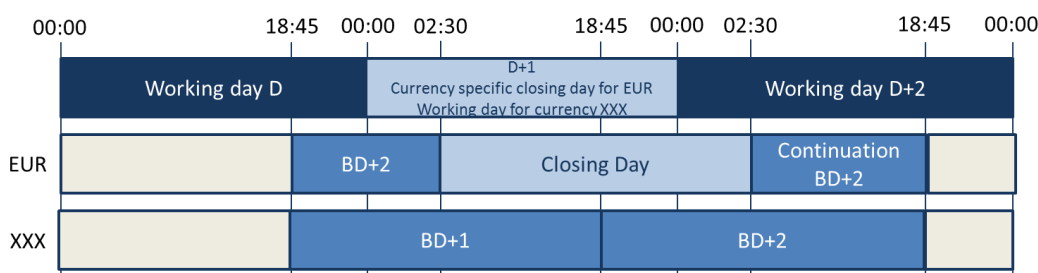 00:00 18:45 00:00 02:30 18:45 00:00 02:30 18:45 00:00
Working day D
D+1
Currency specific closing day for EUR
Working day for currency XXX
Working day D+2
EUR
BD+2
Closing Day
Continuation
BD+2
XXX
BD+1
BD+2